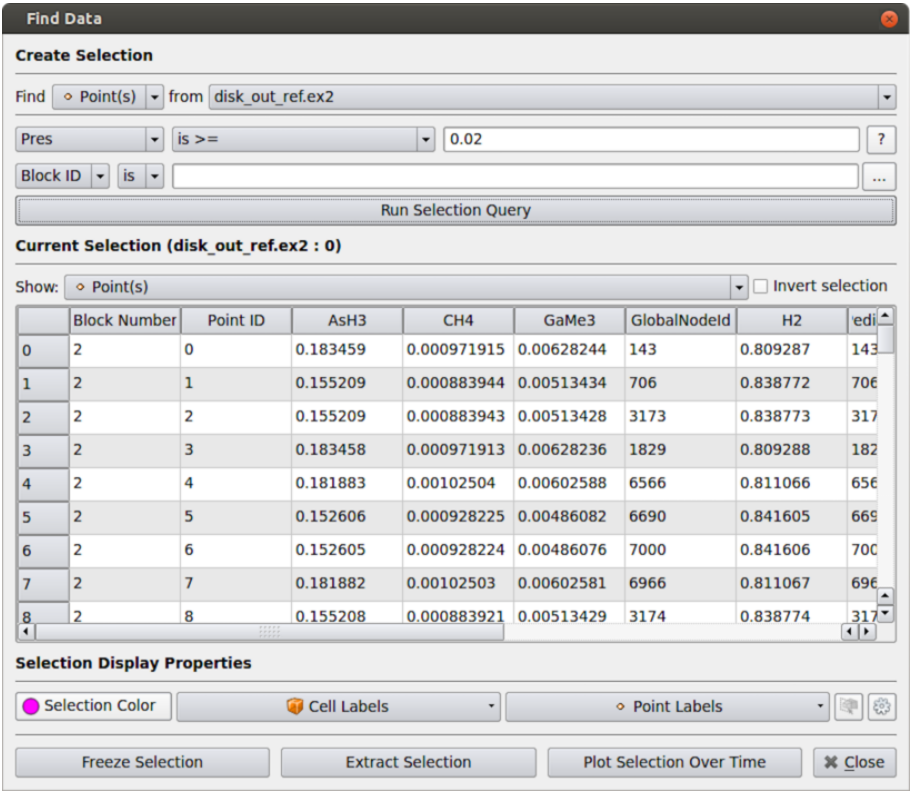 Find Data
Create Selection
Find Point(s) from disk_out_ref.ex2
Pres is >= 0.02 ?
Block ID is ...
Run Selection Query
Current Selection (disk_out_ref.ex2 : 0)
Show: Point(s) Invert selection
Block Number Point ID AsH3 CH4 GaMe3 GlobalNodeId H2 'edi
0 2 0 0.183459 0.000971915 0.00628244 143 0.809287 143
1 2 1 0.155209 0.000883944 0.00513434 706 0.838772 706
2 2 2 0.155209 0.000883943 0.00513428 3173 0.838773 317
3 2 3 0.183458 0.000971913 0.00628236 1829 0.809288 182
4 2 4 0.181883 0.00102504 0.00602588 6566 0.811066 656
5 2 5 0.152606 0.000928225 0.00486082 6690 0.841605 669
6 2 6 0.152605 0.000928224 0.00486076 7000 0.841606 700
7 2 7 0.181882 0.00102503 0.00602581 6966 0.811067 696
8 2 8 0.155208 0.000883921 0.00513429 3174 0.838774 317
Selection Display Properties
Selection Color Cell Labels Point Labels
Freeze Selection Extract Selection Plot Selection Over Time Close